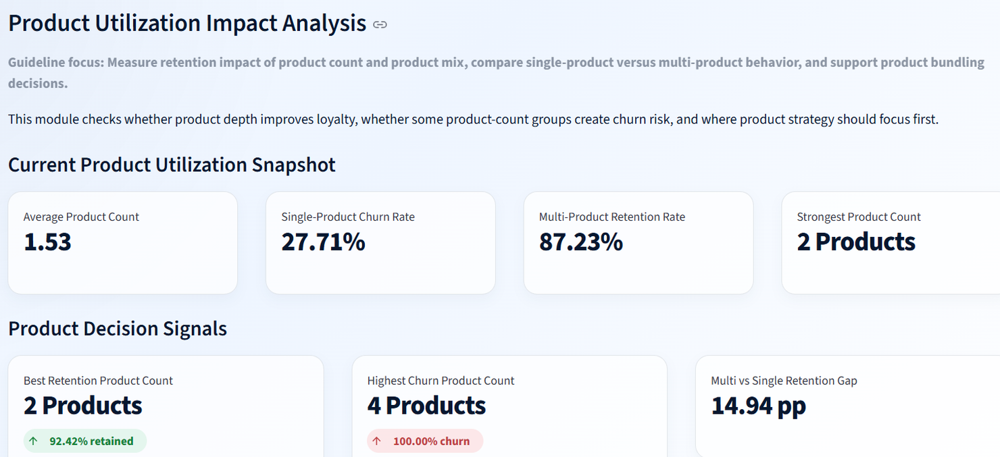 Product Utilization Impact Analysis
Guideline focus: Measure retention impact of product count and product mix, compare single-product versus multi-product behavior, and support product bundling
decisions.
This module checks whether product depth improves loyalty, whether some product-count groups create churn risk, and where product strategy should focus first.
Current Product Utilization Snapshot
Average Product Count
1.53
Single-Product Churn Rate
27.71%
Multi-Product Retention Rate
87.23%
Strongest Product Count
2 Products
Product Decision Signals
Best Retention Product Count
2 Products
↑ 92.42% retained
Highest Churn Product Count
4 Products
↑ 100.00% churn
Multi vs Single Retention Gap
14.94 pp